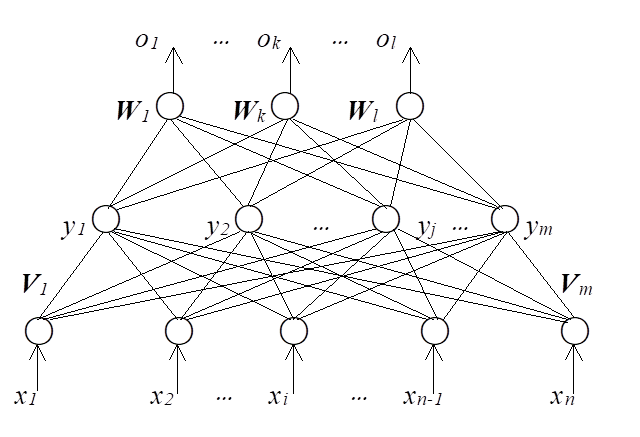 o1 ... ok ... ol
W1 Wk Wl
y1 y2 ... yj ... ym
V1 Vm
x1 x2 ... xi ... xn-1 xn